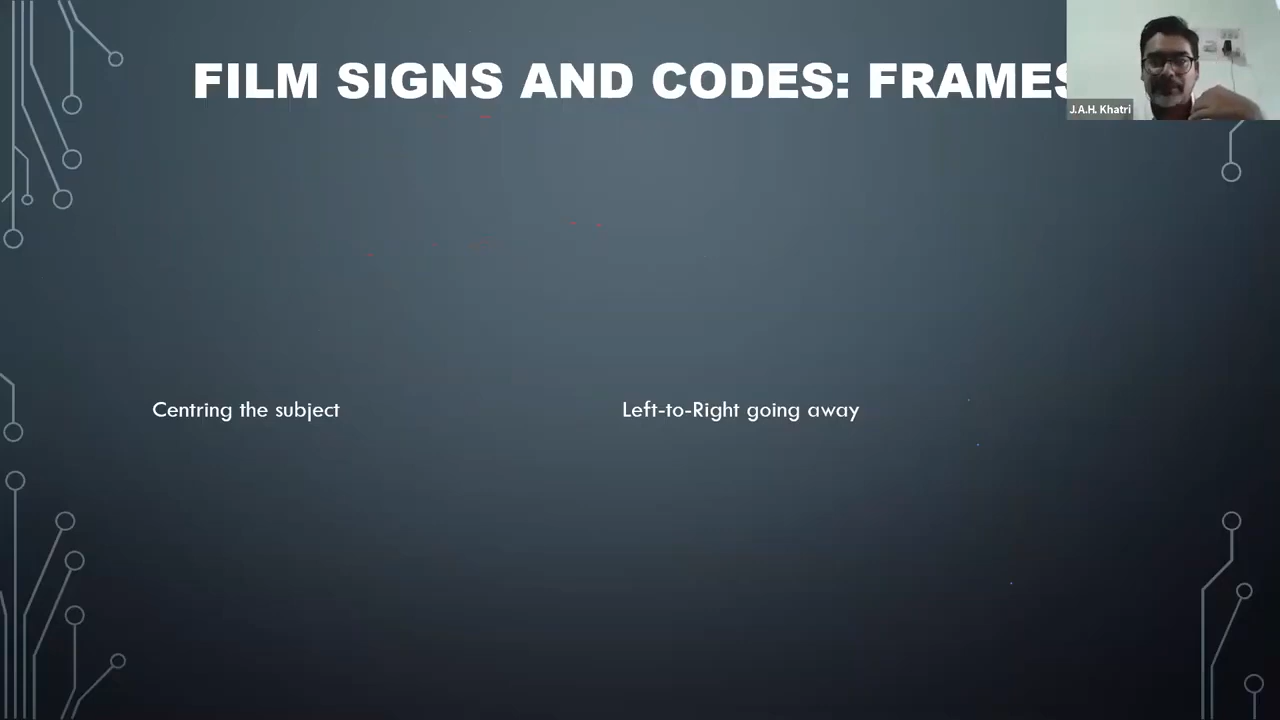 FILM SIGNS AND CODES: FRAMES
J.A.H. Khatri
Centring the subject
Left-to-Right going away